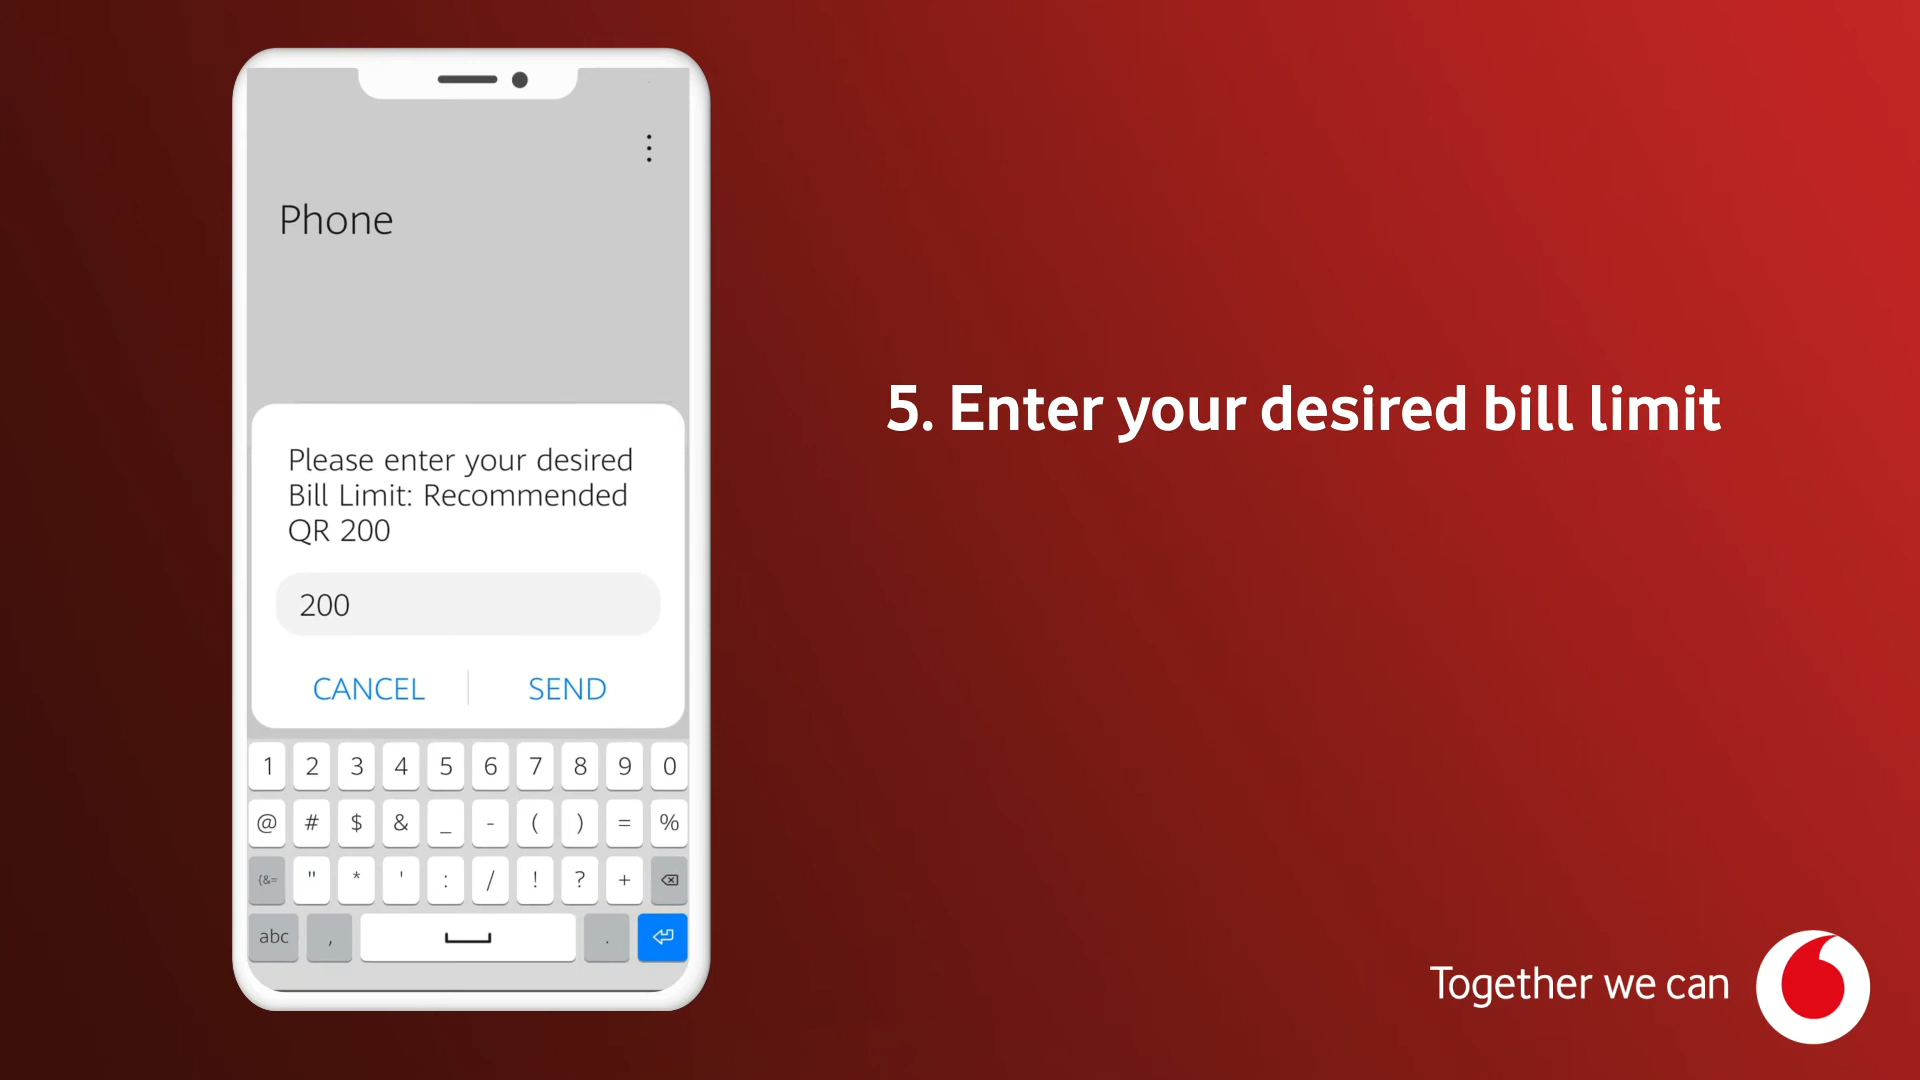 Phone
Please enter your desired
Bill Limit: Recommended
QR 200
200
CANCEL
SEND
1 2 3 4 5 6 7 8 9 0
@ # $ & _ - ( ) = %
{&= " * ' : / ! ? +
abc , .
5. Enter your desired bill limit
Together we can